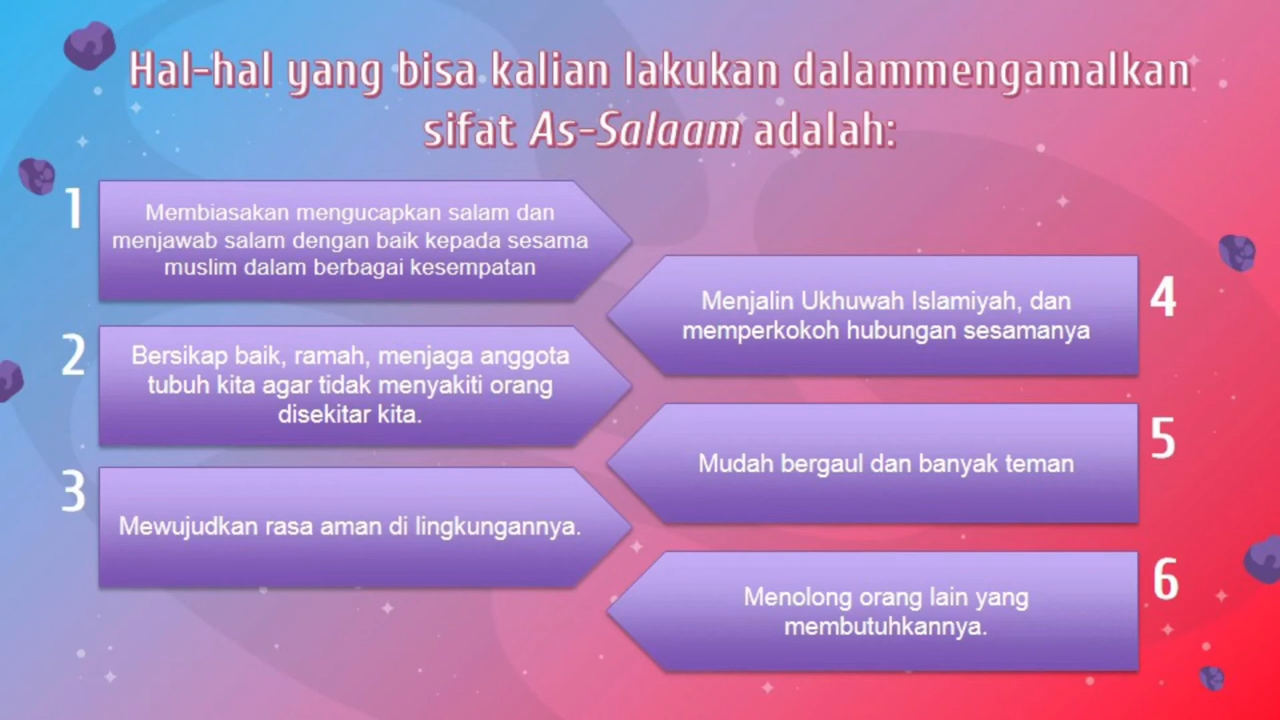 Hal-hal yang bisa kalian lakukan dalammengamalkan
sifat As-Salaam adalah:
1
Membiasakan mengucapkan salam dan
menjawab salam dengan baik kepada sesama
muslim dalam berbagai kesempatan
2
Bersikap baik, ramah, menjaga anggota
tubuh kita agar tidak menyakiti orang
disekitar kita.
3
Mewujudkan rasa aman di lingkungannya.
4
Menjalin Ukhuwah Islamiyah, dan
memperkokoh hubungan sesamanya
5
Mudah bergaul dan banyak teman
6
Menolong orang lain yang
membutuhkannya.